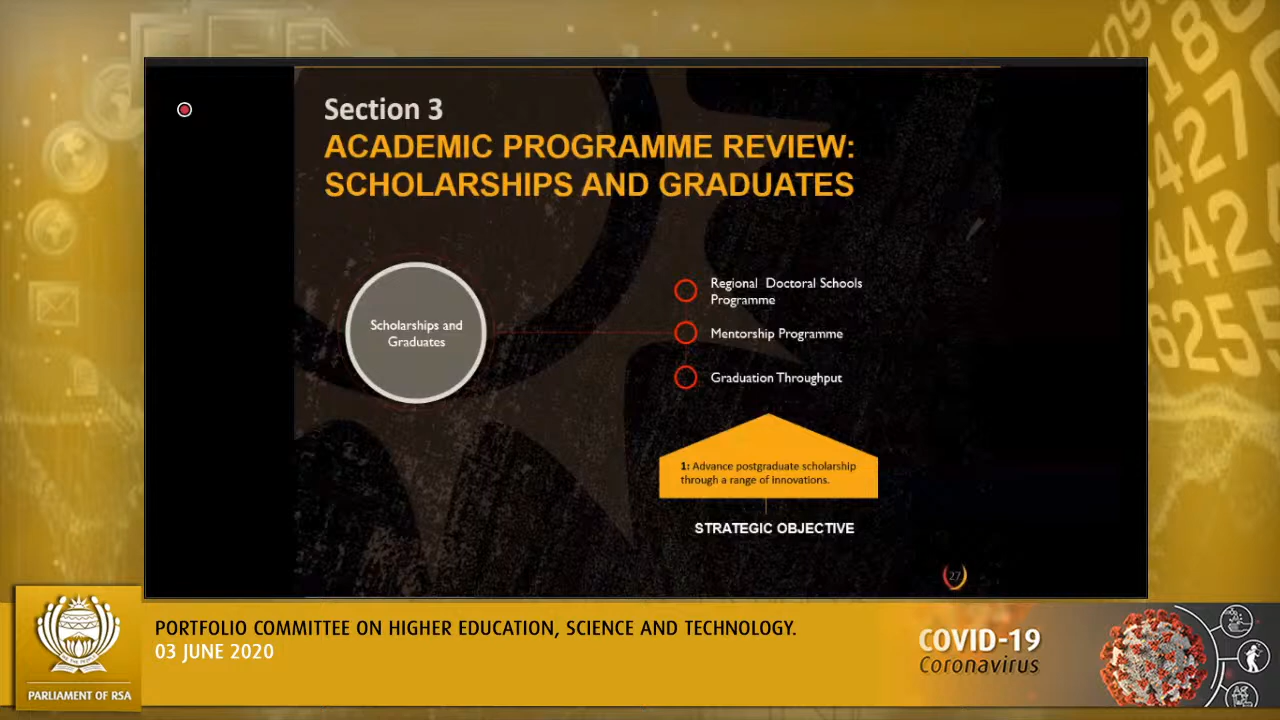 Section 3
ACADEMIC PROGRAMME REVIEW:
SCHOLARSHIPS AND GRADUATES
Scholarships and
Graduates
Regional Doctoral Schools
Programme
Mentorship Programme
Graduation Throughput
1: Advance postgraduate scholarship
through a range of innovations.
STRATEGIC OBJECTIVE
27
PORTFOLIO COMMITTEE ON HIGHER EDUCATION, SCIENCE AND TECHNOLOGY.
03 JUNE 2020
PARLIAMENT OF RSA
COVID-19
Coronavirus